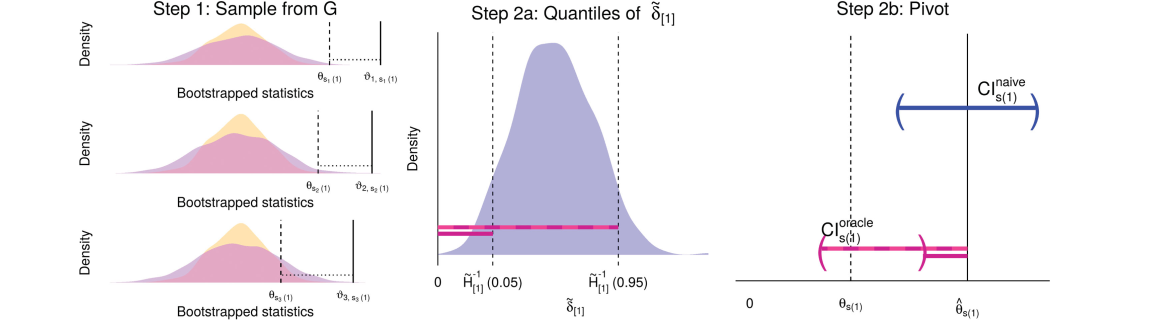 Step 1: Sample from G
Density
θs₁(1) ϑ1, s₁(1)
Bootstrapped statistics
Density
θs₂(1) ϑ2, s₂(1)
Bootstrapped statistics
Density
θs₃(1) ϑ3, s₃(1)
Bootstrapped statistics
Step 2a: Quantiles of δ̃[1]
Density
0 H̃[1]⁻¹(0.05) H̃[1]⁻¹(0.95)
δ̃[1]
Step 2b: Pivot
CI s(1) naive
CI s(1) oracle
0 θs(1) θ̂s(1)